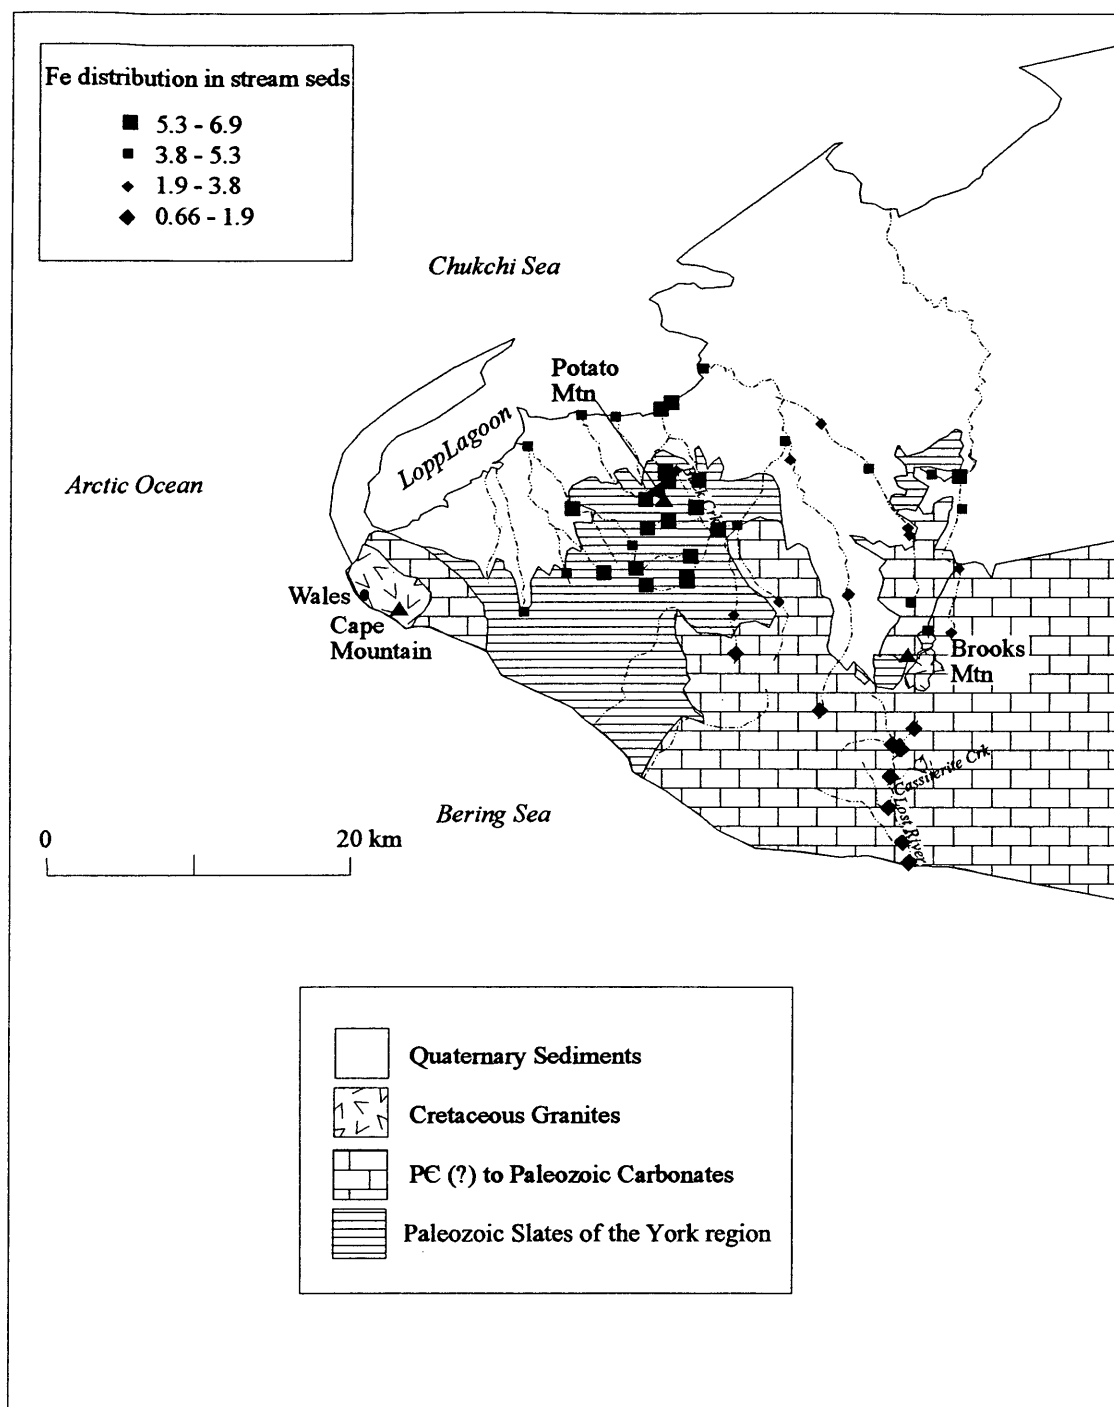 Fe distribution in stream seds
5.3 - 6.9
3.8 - 5.3
1.9 - 3.8
0.66 - 1.9
Chukchi Sea
Potato
Mtn
LoppLagoon
Arctic Ocean
Crk
Wales
Cape
Mountain
Brooks
Mtn
Cassiterite Crk
Lost River
Bering Sea
0 20 km
Quaternary Sediments
Cretaceous Granites
PЄ (?) to Paleozoic Carbonates
Paleozoic Slates of the York region